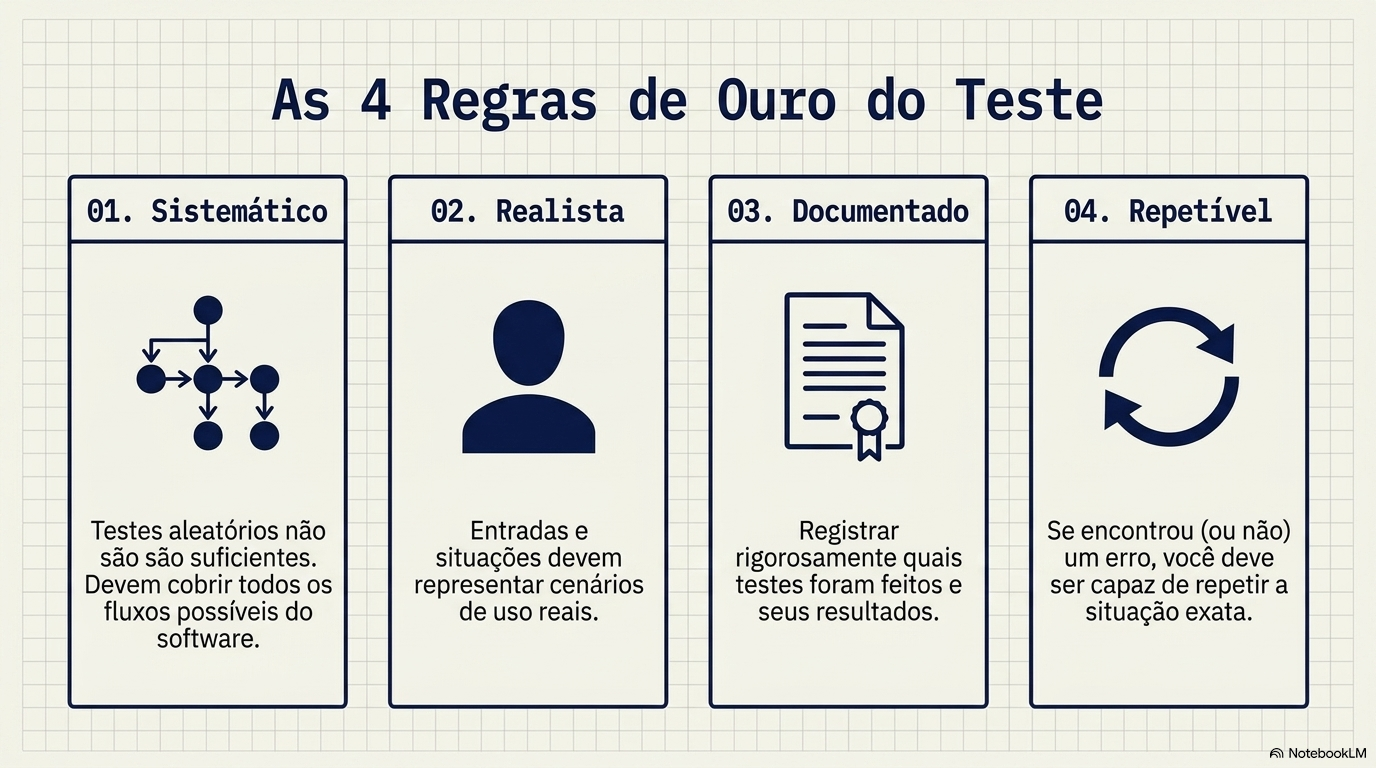 As 4 Regras de Ouro do Teste
01. Sistemático
Testes aleatórios não
são são suficientes.
Devem cobrir todos os
fluxos possíveis do
software.
02. Realista
Entradas e
situações devem
representar cenários
de uso reais.
03. Documentado
Registrar
rigorosamente quais
testes foram feitos e
seus resultados.
04. Repetível
Se encontrou (ou não)
um erro, você deve
ser capaz de repetir a
situação exata.
NotebookLM